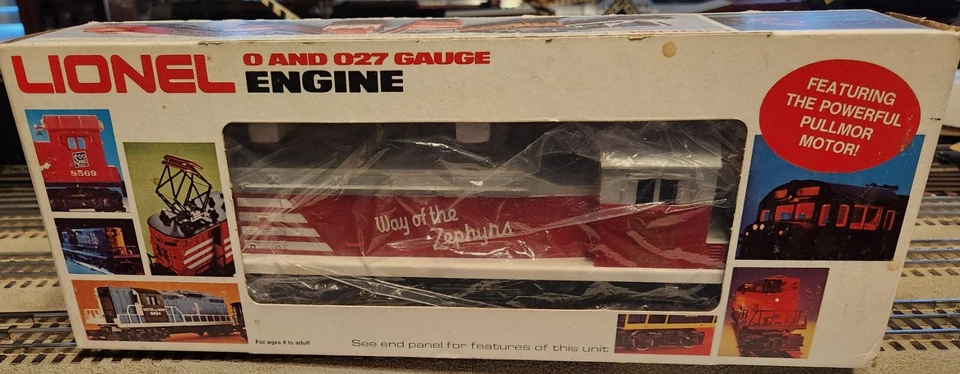 LIONEL
O AND O27 GAUGE
ENGINE
FEATURING
THE POWERFUL
PULLMOR
MOTOR!
8569
Way of the
Zephyrs
For ages 8 to adult
See end panel for features of this unit